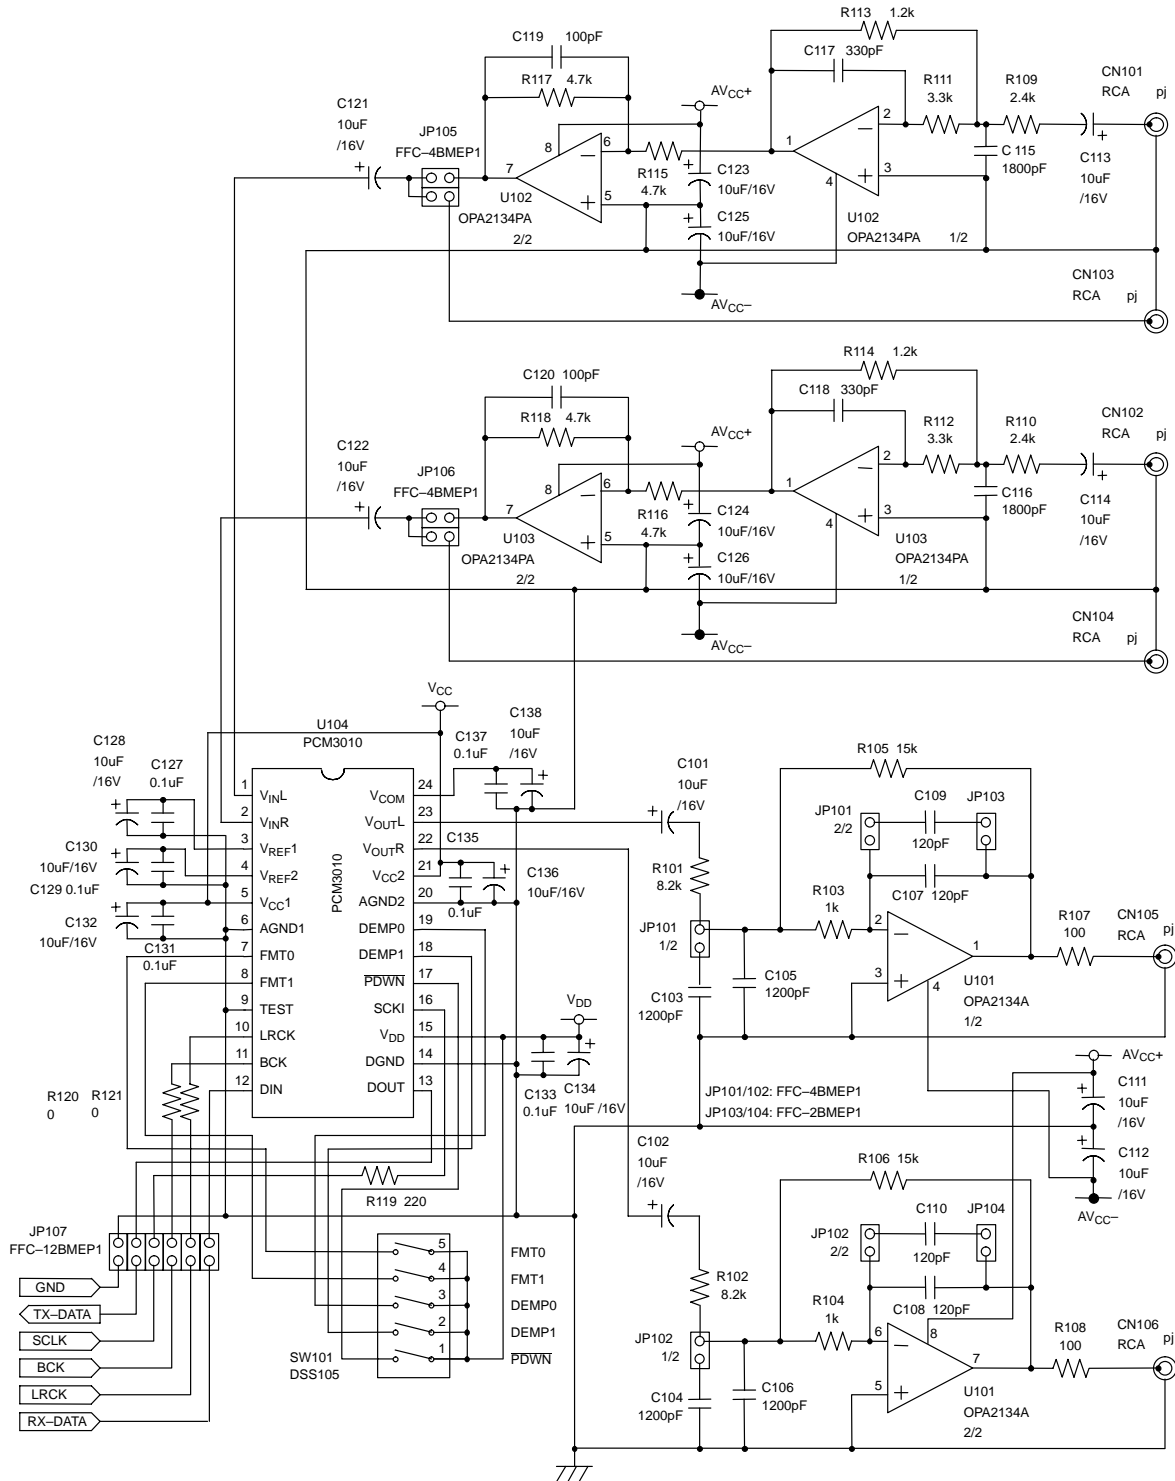 R113 1.2k
C119 100pF
C117 330pF
R117 4.7k
R111
3.3k
R109
2.4k
CN101
RCA pj
AVCC+
C121
10uF
/16V
JP105
FFC–4BMEP1
8
6
7
5
U102
OPA2134PA
2/2
R115
4.7k
C123
10uF/16V
C125
10uF/16V
1
2
3
4
U102
OPA2134PA 1/2
C 115
1800pF
C113
10uF
/16V
AVCC–
CN103
RCA pj
R114 1.2k
C120 100pF
C118 330pF
R118 4.7k
R112
3.3k
R110
2.4k
CN102
RCA pj
AVCC+
C122
10uF
/16V
JP106
FFC–4BMEP1
8
6
7
5
U103
OPA2134PA
2/2
R116
4.7k
C124
10uF/16V
C126
10uF/16V
1
2
3
4
U103
OPA2134PA
1/2
C116
1800pF
C114
10uF
/16V
AVCC–
CN104
RCA pj
VCC
U104
PCM3010
C128
10uF
/16V
C127
0.1uF
C130
10uF/16V
C129 0.1uF
C132
10uF/16V
C131
0.1uF
C137
0.1uF
C138
10uF
/16V
PCM3010
1 VINL
2 VINR
3 VREF1
4 VREF2
5 VCC1
6 AGND1
7 FMT0
8 FMT1
9 TEST
10 LRCK
11 BCK
12 DIN
24 VCOM
23 VOUTL
22 VOUTR
21 VCC2
20 AGND2
19 DEMP0
18 DEMP1
17 PDWN
16 SCKI
15 VDD
14 DGND
13 DOUT
C135
0.1uF
C136
10uF/16V
VDD
C133
0.1uF
C134
10uF /16V
R120
0
R121
0
R119 220
C101
10uF
/16V
R101
8.2k
JP101
1/2
C103
1200pF
C105
1200pF
R105 15k
JP101
2/2
C109
120pF
JP103
C107 120pF
R103
1k
2
3
1
4
U101
OPA2134A
1/2
R107
100
CN105
RCA pj
JP101/102: FFC–4BMEP1
JP103/104: FFC–2BMEP1
AVCC+
C111
10uF
/16V
C112
10uF
/16V
AVCC–
C102
10uF
/16V
R102
8.2k
JP102
1/2
C104
1200pF
C106
1200pF
R106 15k
JP102
2/2
C110
120pF
JP104
C108 120pF
R104
1k
6
5
8
7
U101
OPA2134A
2/2
R108
100
CN106
RCA pj
JP107
FFC–12BMEP1
GND
TX–DATA
SCLK
BCK
LRCK
RX–DATA
SW101
DSS105
5 FMT0
4 FMT1
3 DEMP0
2 DEMP1
1 PDWN